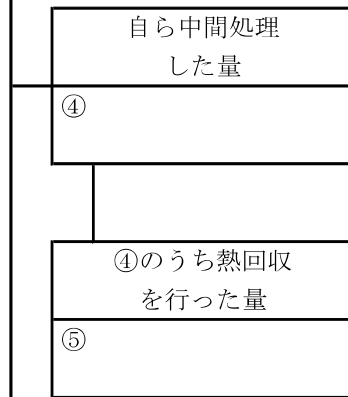 自ら中間処理
した量
④
④のうち熱回収
を行った量
⑤